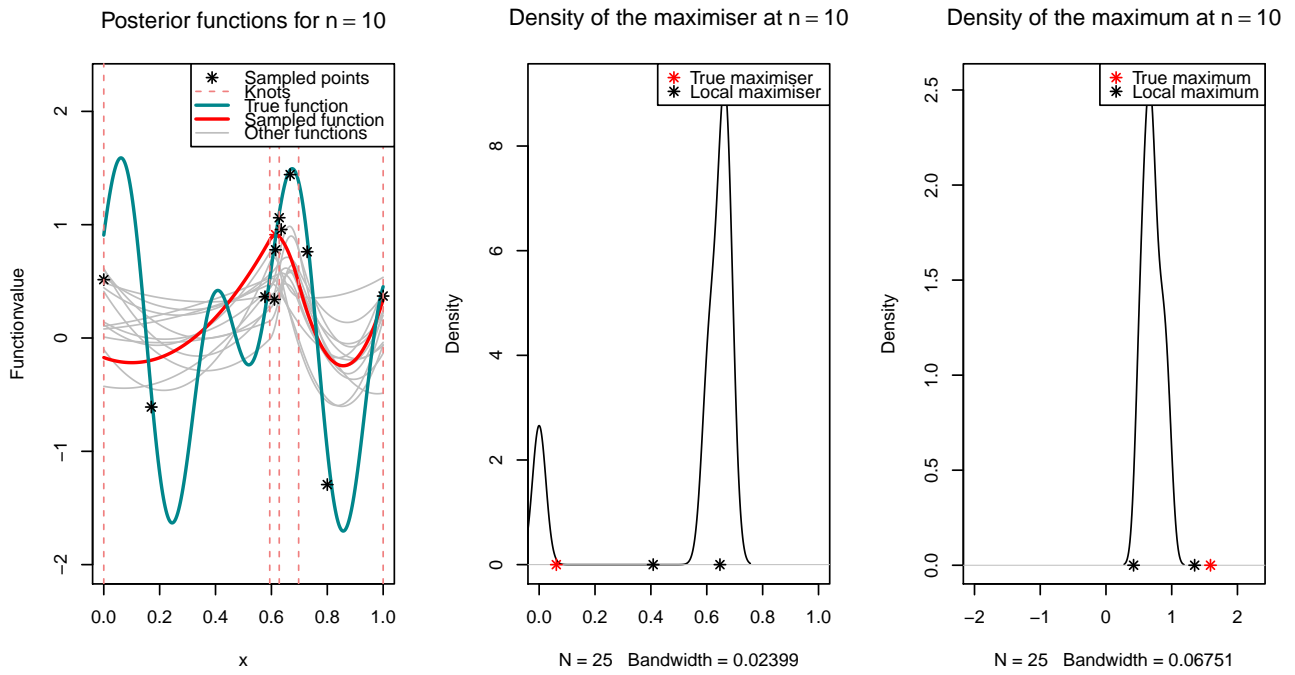 Posterior functions for n = 10
Sampled points
Knots
True function
Sampled function
Other functions
2
1
0
−1
−2
Functionvalue
0.0 0.2 0.4 0.6 0.8 1.0
x
Density of the maximiser at n = 10
True maximiser
Local maximiser
8
6
4
2
0
Density
0.0 0.2 0.4 0.6 0.8 1.0
N = 25 Bandwidth = 0.02399
Density of the maximum at n = 10
True maximum
Local maximum
2.5
2.0
1.5
1.0
0.5
0.0
Density
−2 −1 0 1 2
N = 25 Bandwidth = 0.06751